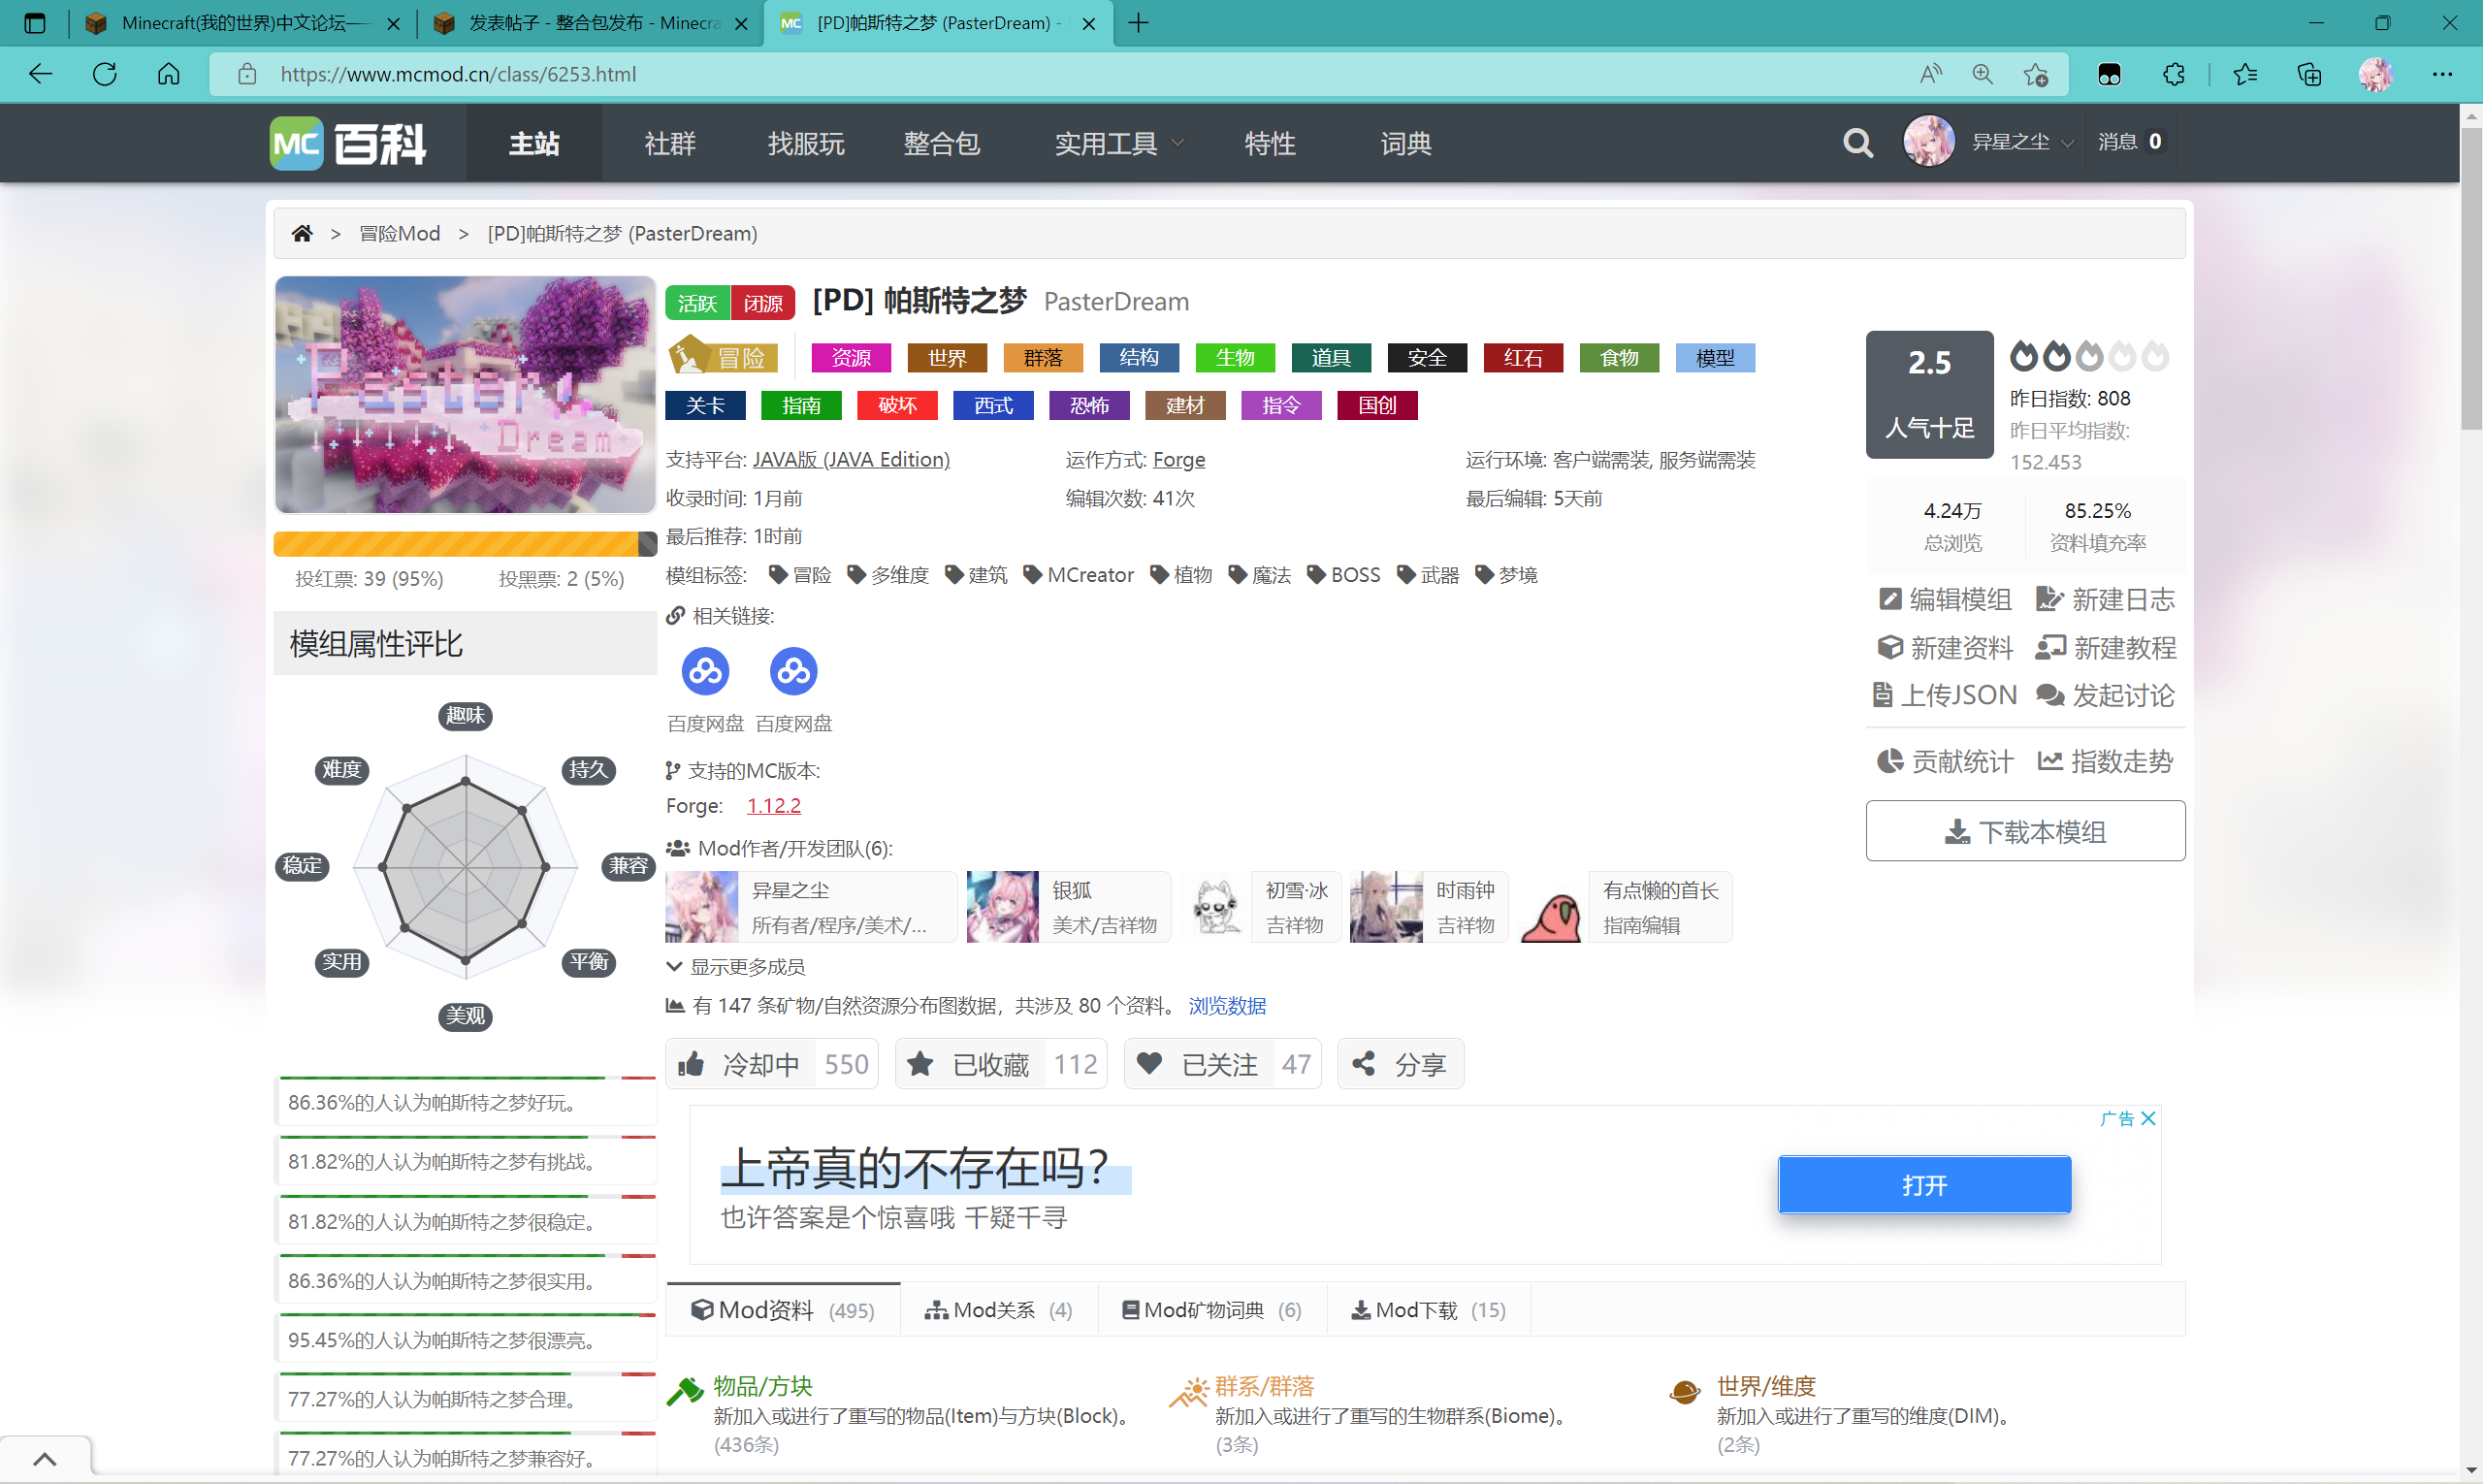 Minecraft(我的世界)中文论坛——
发表帖子 - 整合包发布 - Minecra
[PD]帕斯特之梦 (PasterDream) -
https://www.mcmod.cn/class/6253.html
MC 百科
主站 社群 找服玩 整合包 实用工具 特性 词典
异星之尘 消息 0
> 冒险Mod > [PD]帕斯特之梦 (PasterDream)
Paster
Dream
活跃 闭源 [PD] 帕斯特之梦 PasterDream
冒险 资源 世界 群落 结构 生物 道具 安全 红石 食物 模型
关卡 指南 破坏 西式 恐怖 建材 指令 国创
支持平台: JAVA版 (JAVA Edition) 运作方式: Forge 运行环境: 客户端需装, 服务端需装
收录时间: 1月前 编辑次数: 41次 最后编辑: 5天前
最后推荐: 1时前
模组标签: 冒险 多维度 建筑 MCreator 植物 魔法 BOSS 武器 梦境
相关链接:
百度网盘 百度网盘
支持的MC版本:
Forge: 1.12.2
Mod作者/开发团队(6):
异星之尘
所有者/程序/美术/...
银狐
美术/吉祥物
初雪·冰
吉祥物
时雨钟
吉祥物
有点懒的首长
指南编辑
显示更多成员
有 147 条矿物/自然资源分布图数据，共涉及 80 个资料。 浏览数据
冷却中 550 已收藏 112 已关注 47 分享
2.5
人气十足
昨日指数: 808
昨日平均指数:
152.453
4.24万 85.25%
总浏览 资料填充率
编辑模组 新建日志
新建资料 新建教程
上传JSON 发起讨论
贡献统计 指数走势
下载本模组
投红票: 39 (95%) 投黑票: 2 (5%)
模组属性评比
趣味
难度 持久
稳定 兼容
实用 平衡
美观
86.36%的人认为帕斯特之梦好玩。
81.82%的人认为帕斯特之梦有挑战。
81.82%的人认为帕斯特之梦很稳定。
86.36%的人认为帕斯特之梦很实用。
95.45%的人认为帕斯特之梦很漂亮。
77.27%的人认为帕斯特之梦合理。
77.27%的人认为帕斯特之梦兼容好。
广告
上帝真的不存在吗？
也许答案是个惊喜哦 千疑千寻
打开
Mod资料 (495) Mod关系 (4) Mod矿物词典 (6) Mod下载 (15)
物品/方块
新加入或进行了重写的物品(Item)与方块(Block)。
(436条)
群系/群落
新加入或进行了重写的生物群系(Biome)。
(3条)
世界/维度
新加入或进行了重写的维度(DIM)。
(2条)